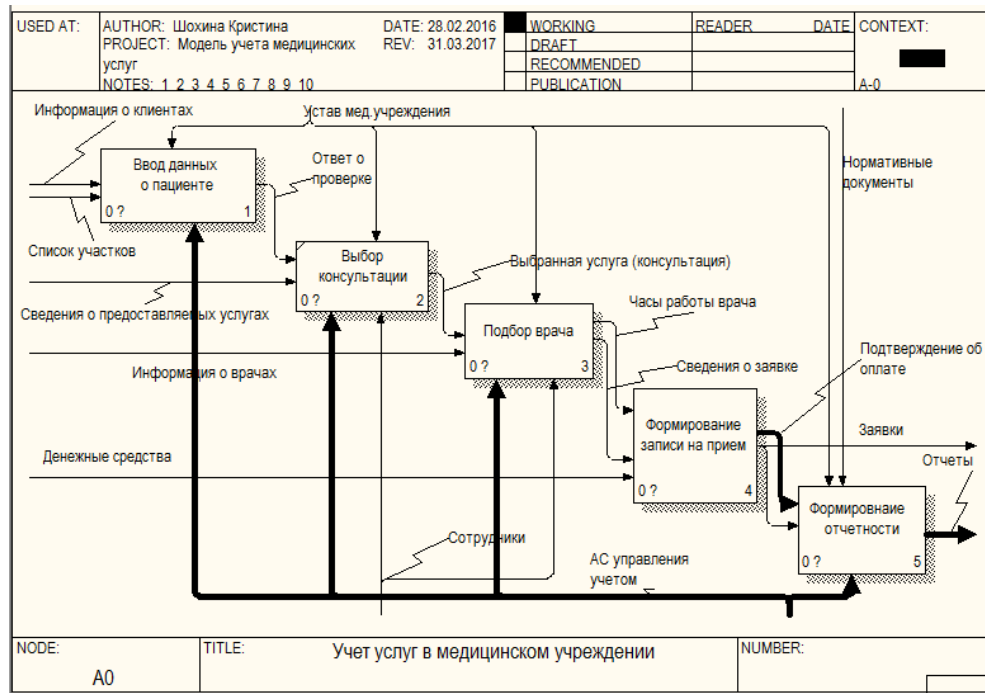 USED AT:
AUTHOR: Шохина Кристина
DATE: 28.02.2016
PROJECT: Модель учета медицинских
REV: 31.03.2017
услуг
NOTES: 1 2 3 4 5 6 7 8 9 10
WORKING
DRAFT
RECOMMENDED
PUBLICATION
READER
DATE
CONTEXT:
A-0
Информация о клиентах
Устав мед.учреждения
Ввод данных
о пациенте
0 ?
1
Ответ о
проверке
Нормативные
документы
Список участков
Выбор
консультации
0 ?
2
Выбранная услуга (консультация)
Сведения о предоставляемых услугах
Часы работы врача
Подбор врача
0 ?
3
Информация о врачах
Сведения о заявке
Подтверждение об
оплате
Формирование
записи на прием
0 ?
4
Заявки
Денежные средства
Отчеты
Формировнаие
отчетности
0 ?
5
Сотрудники
АС управления
учетом
NODE:
A0
TITLE:
Учет услуг в медицинском учреждении
NUMBER: